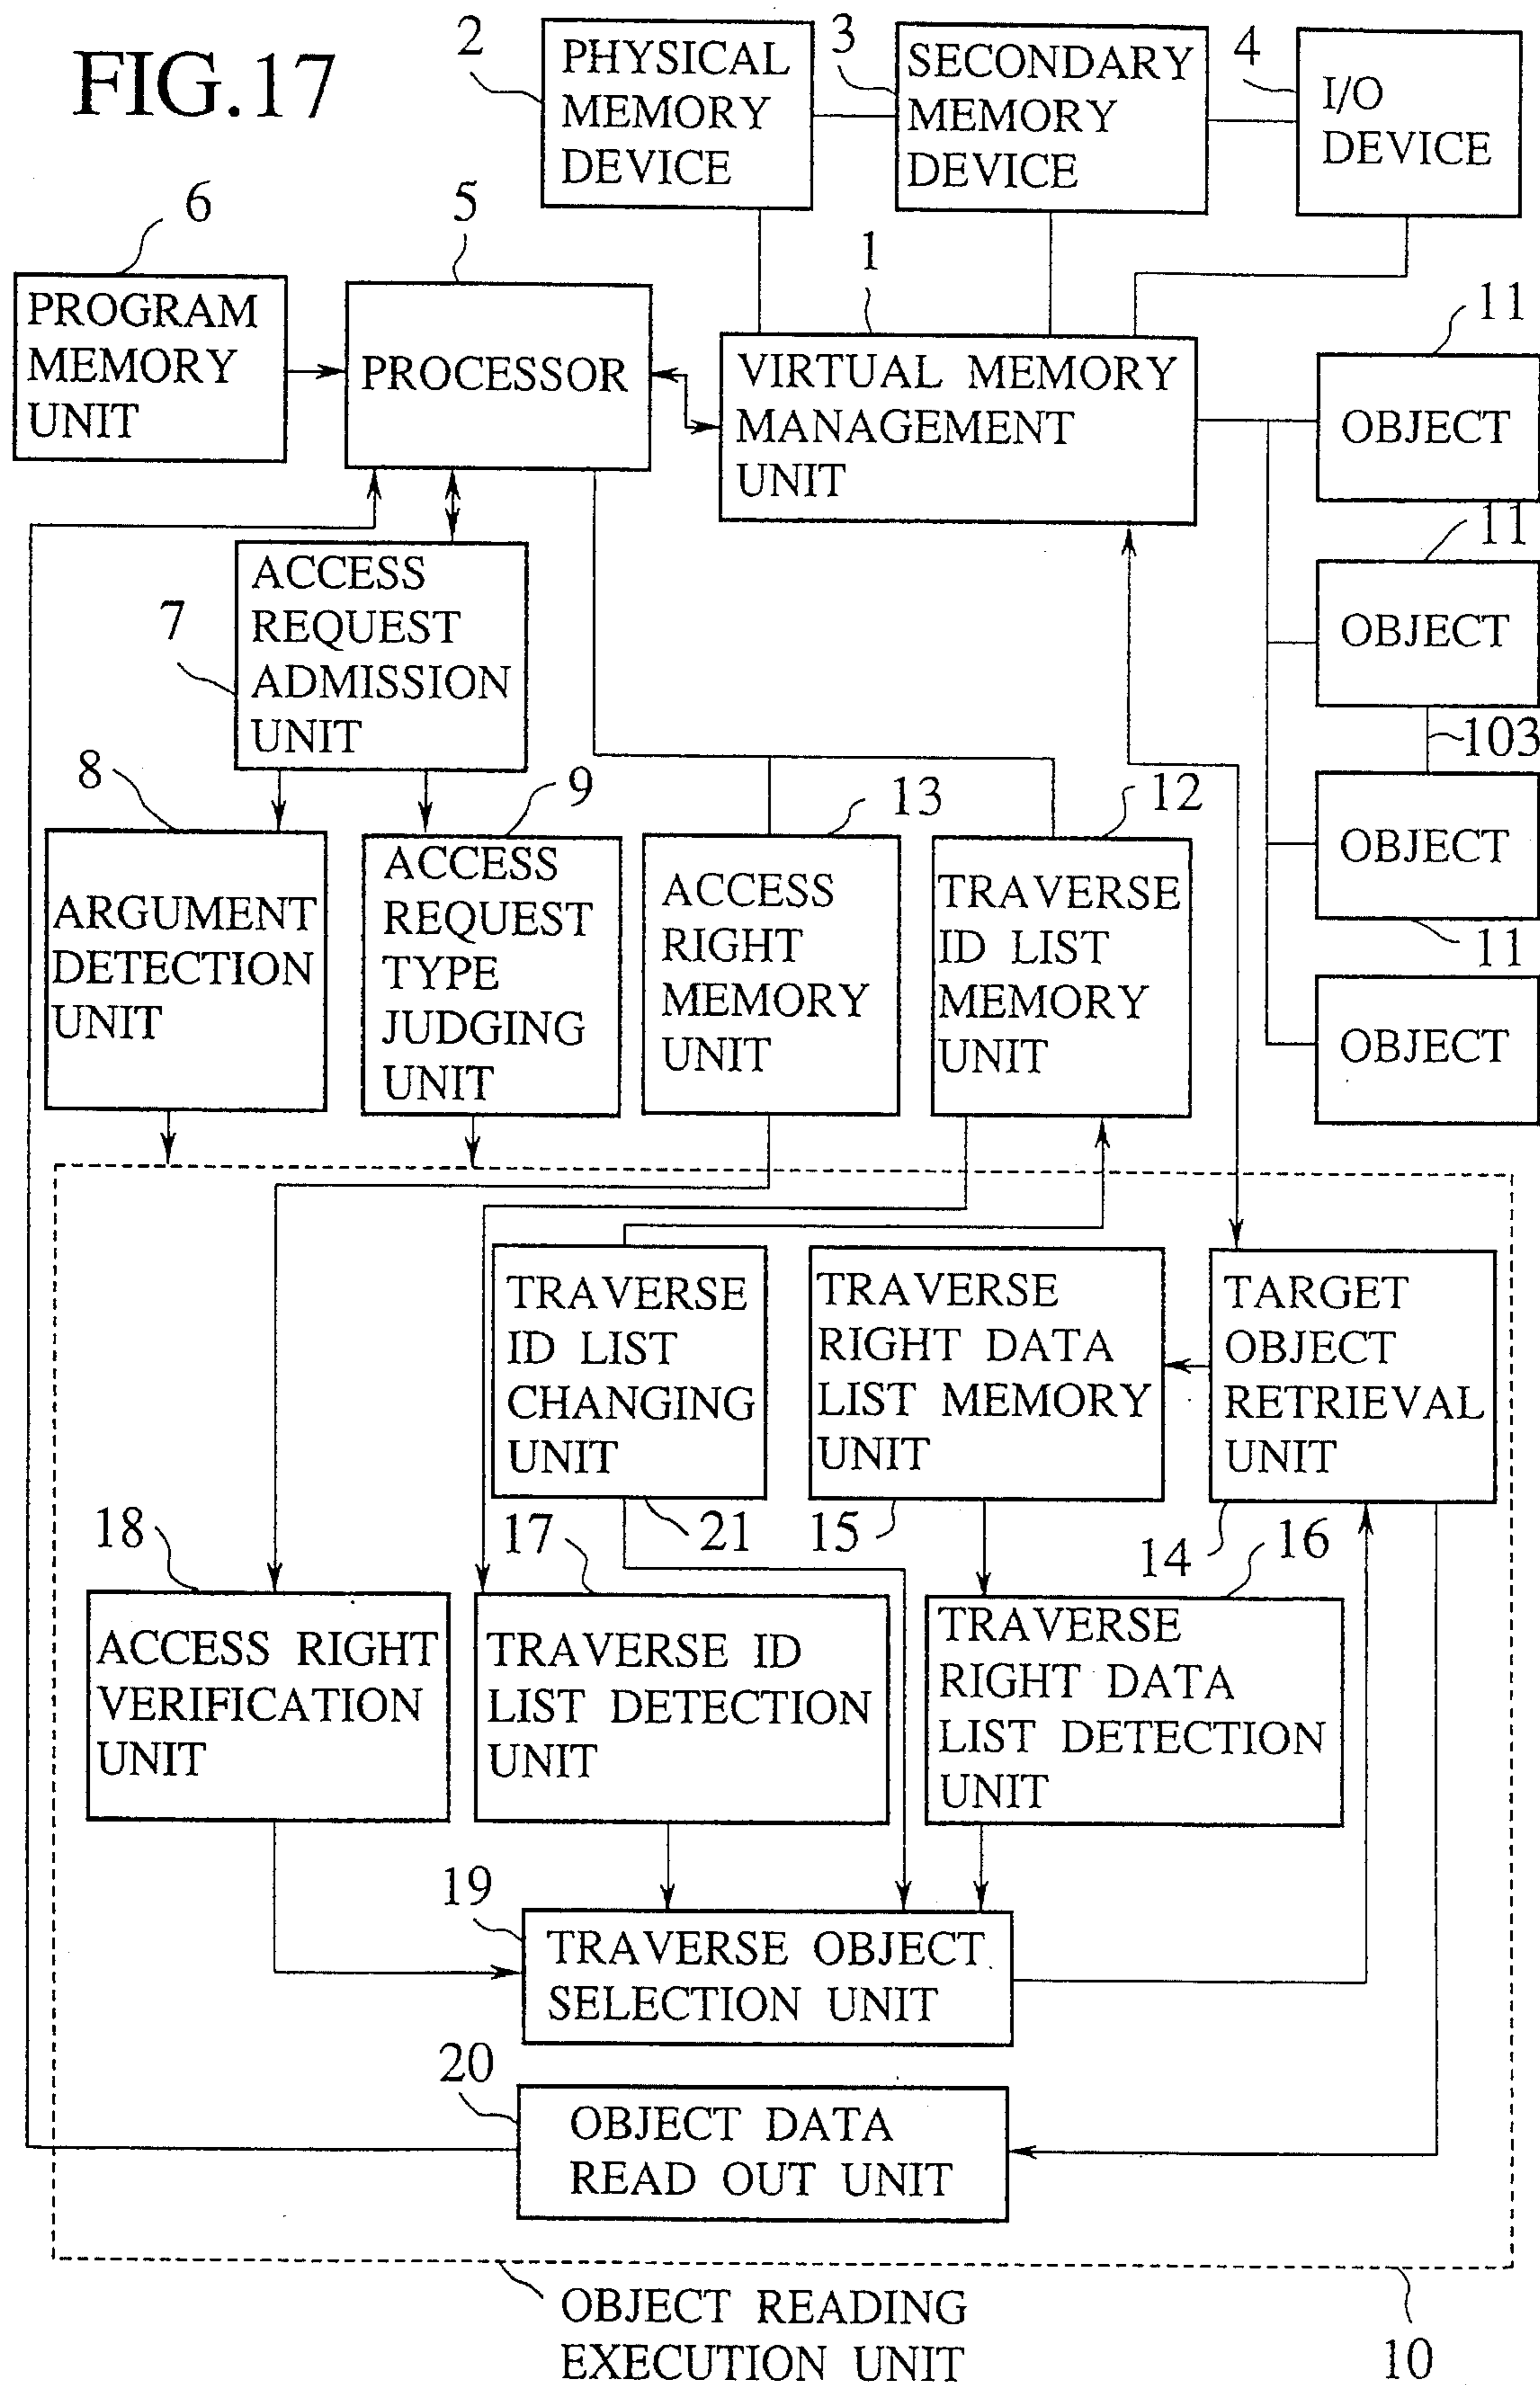 FIG.17
2
PHYSICAL
MEMORY
DEVICE
3
SECONDARY
MEMORY
DEVICE
4
I/O
DEVICE
6
PROGRAM
MEMORY
UNIT
5
PROCESSOR
1
VIRTUAL MEMORY
MANAGEMENT
UNIT
11
OBJECT
11
OBJECT
103
OBJECT
11
OBJECT
7
ACCESS
REQUEST
ADMISSION
UNIT
8
ARGUMENT
DETECTION
UNIT
9
ACCESS
REQUEST
TYPE
JUDGING
UNIT
13
ACCESS
RIGHT
MEMORY
UNIT
12
TRAVERSE
ID LIST
MEMORY
UNIT
TRAVERSE
ID LIST
CHANGING
UNIT
21
TRAVERSE
RIGHT DATA
LIST MEMORY
UNIT
15
TARGET
OBJECT
RETRIEVAL
UNIT
14
18
ACCESS RIGHT
VERIFICATION
UNIT
17
TRAVERSE ID
LIST DETECTION
UNIT
16
TRAVERSE
RIGHT DATA
LIST DETECTION
UNIT
19
TRAVERSE OBJECT
SELECTION UNIT
20
OBJECT DATA
READ OUT UNIT
OBJECT READING
EXECUTION UNIT
10